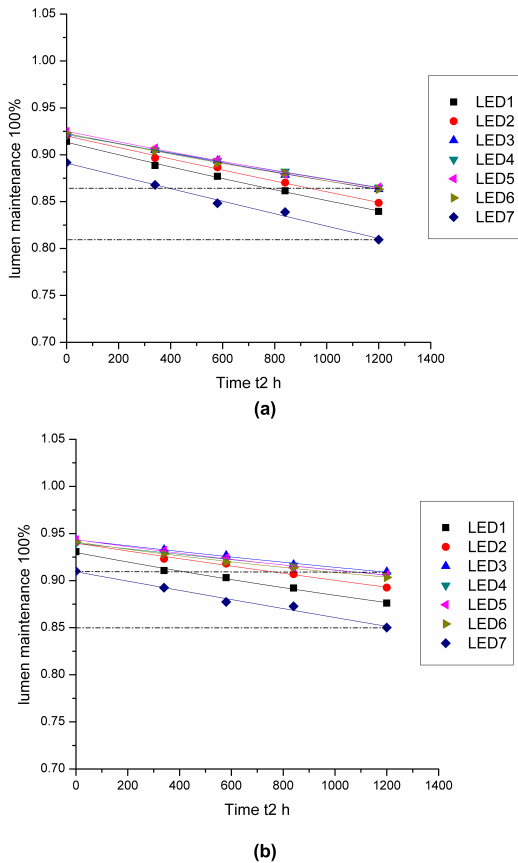 1.05
1.00
0.95
0.90
0.85
0.80
0.75
0.70
lumen maintenance 100%
0 200 400 600 800 1000 1200 1400
Time t2 h
LED1
LED2
LED3
LED4
LED5
LED6
LED7
(a)
1.05
1.00
0.95
0.90
0.85
0.80
0.75
0.70
lumen maintenance 100%
0 200 400 600 800 1000 1200 1400
Time t2 h
LED1
LED2
LED3
LED4
LED5
LED6
LED7
(b)